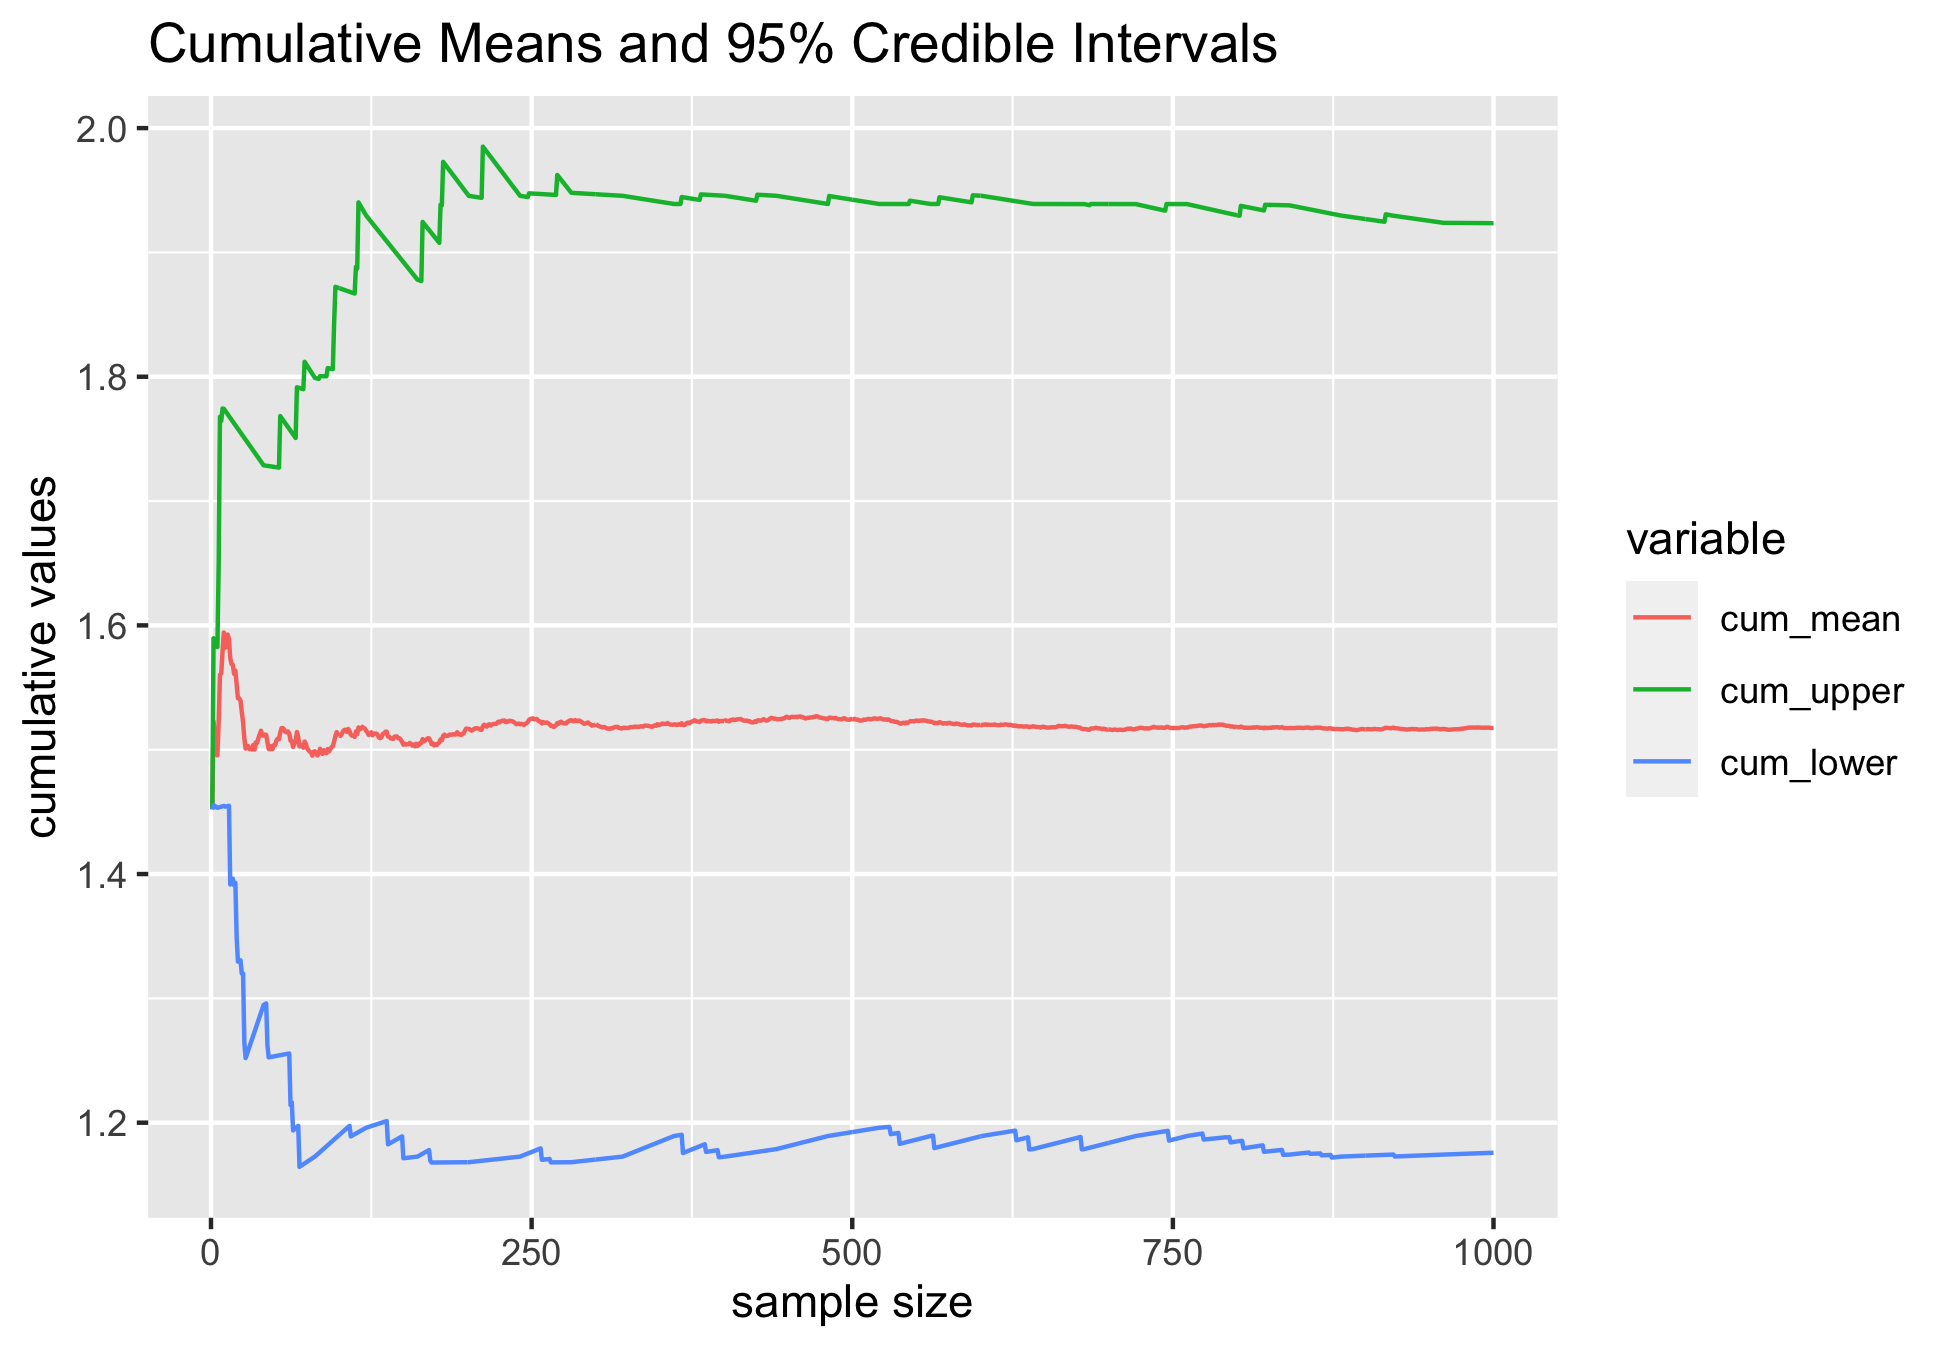 Cumulative Means and 95% Credible Intervals
cumulative values
2.0
1.8
1.6
1.4
1.2
0 250 500 750 1000
sample size
variable
cum_mean
cum_upper
cum_lower